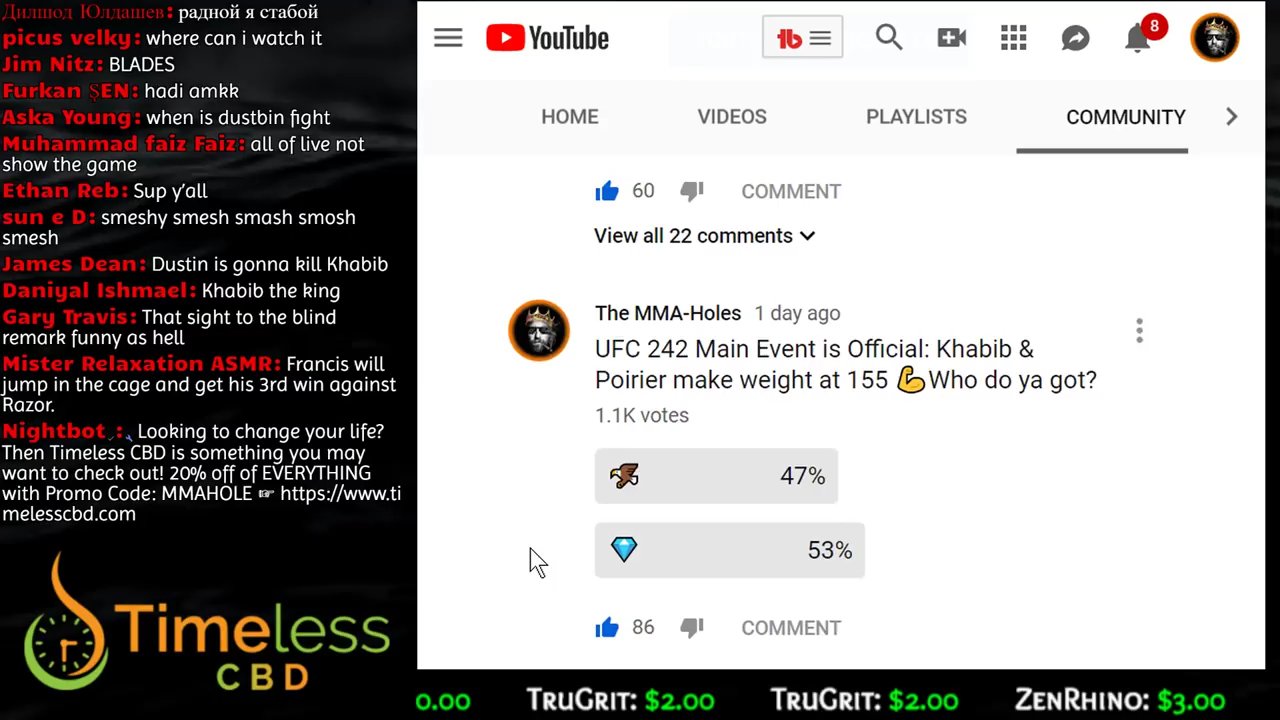 Дилшод Юлдашев: радной я стабой
picus velky: where can i watch it
Jim Nitz: BLADES
Furkan ŞEN: hadi amkk
Aska Young: when is dustbin fight
Muhammad faiz Faiz: all of live not
show the game
Ethan Reb: Sup y'all
sun e D: smeshy smesh smash smosh
smesh
James Dean: Dustin is gonna kill Khabib
Daniyal Ishmael: Khabib the king
Gary Travis: That sight to the blind
remark funny as hell
Mister Relaxation ASMR: Francis will
jump in the cage and get his 3rd win against
Razor.
Nightbot: Looking to change your life?
Then Timeless CBD is something you may
want to check out! 20% off of EVERYTHING
with Promo Code: MMAHOLE ☞ https://www.ti
melesscbd.com
Timeless
CBD
YouTube
tb
8
HOME
VIDEOS
PLAYLISTS
COMMUNITY
60
COMMENT
View all 22 comments
The MMA-Holes 1 day ago
UFC 242 Main Event is Official: Khabib &
Poirier make weight at 155 💪Who do ya got?
1.1K votes
47%
53%
86
COMMENT
0.00 TRUGRIT: $2.00 TRUGRIT: $2.00 ZENRHINO: $3.00